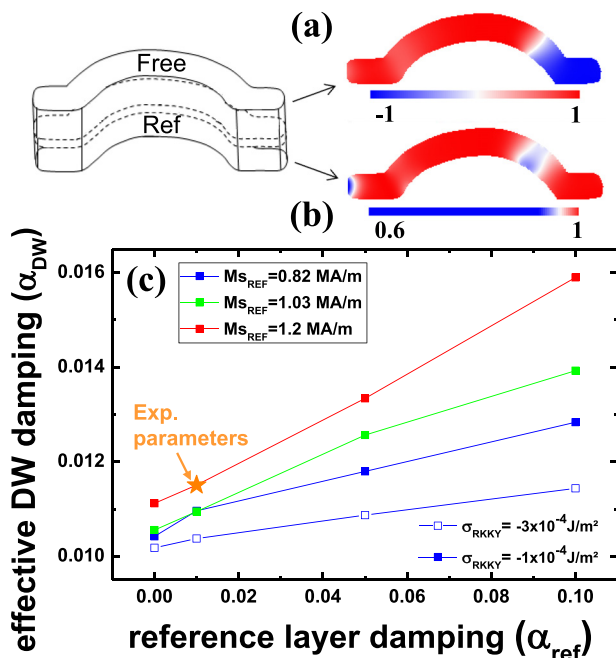 (a)
Free
Ref
-1 1
(b)
0.6 1
effective DW damping (α_DW)
0.016
0.014
0.012
0.010
(c)
Ms_REF=0.82 MA/m
Ms_REF=1.03 MA/m
Ms_REF=1.2 MA/m
Exp.
parameters
σ_RKKY= -3x10⁻⁴J/m²
σ_RKKY= -1x10⁻⁴J/m²
0.00 0.02 0.04 0.06 0.08 0.10
reference layer damping (α_ref)